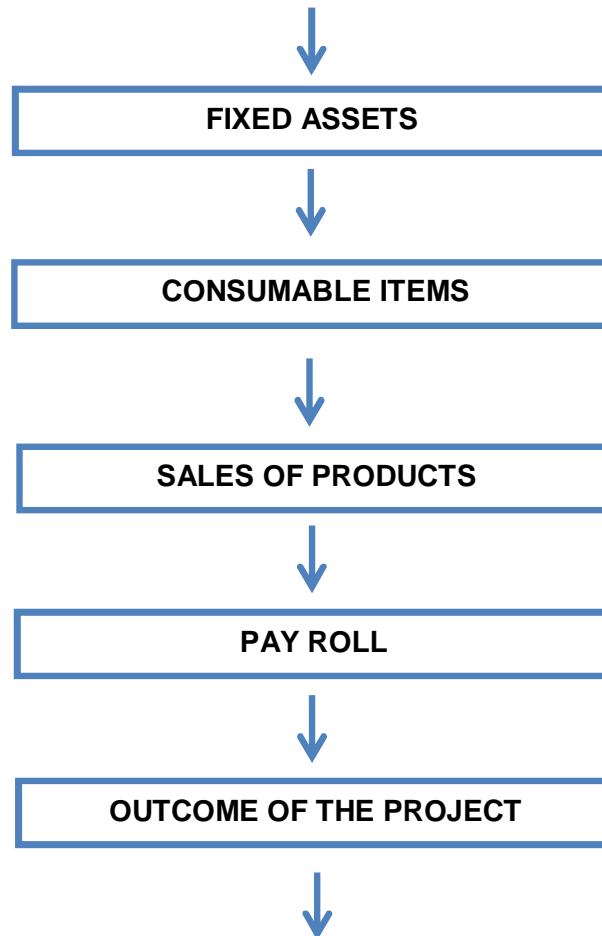 FIXED ASSETS
CONSUMABLE ITEMS
SALES OF PRODUCTS
PAY ROLL
OUTCOME OF THE PROJECT